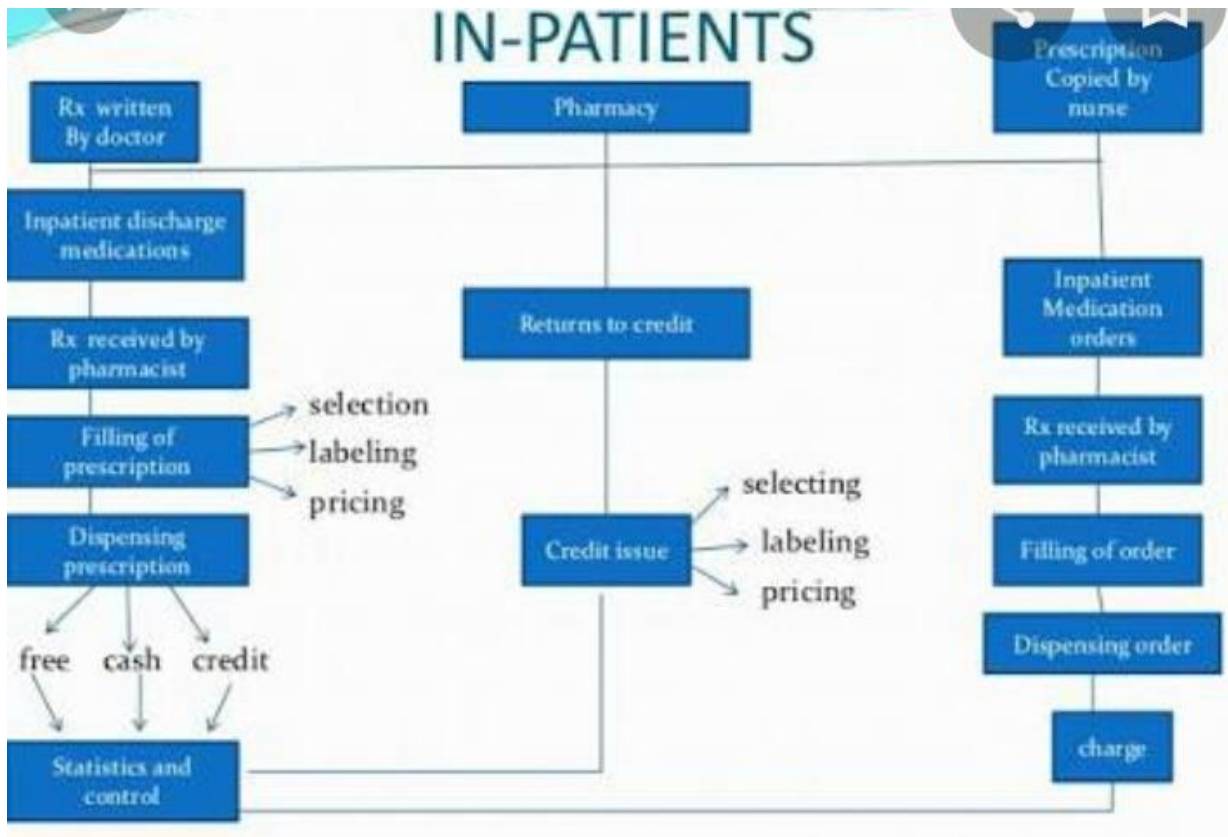 IN-PATIENTS
Rx written
By doctor
Pharmacy
Prescription
Copied by
nurse
Inpatient discharge
medications
Returns to credit
Inpatient
Medication
orders
Rx received by
pharmacist
Rx received by
pharmacist
Filling of
prescription
selection
labeling
pricing
Credit issue
selecting
labeling
pricing
Filling of order
Dispensing
prescription
Dispensing order
free cash credit
charge
Statistics and
control